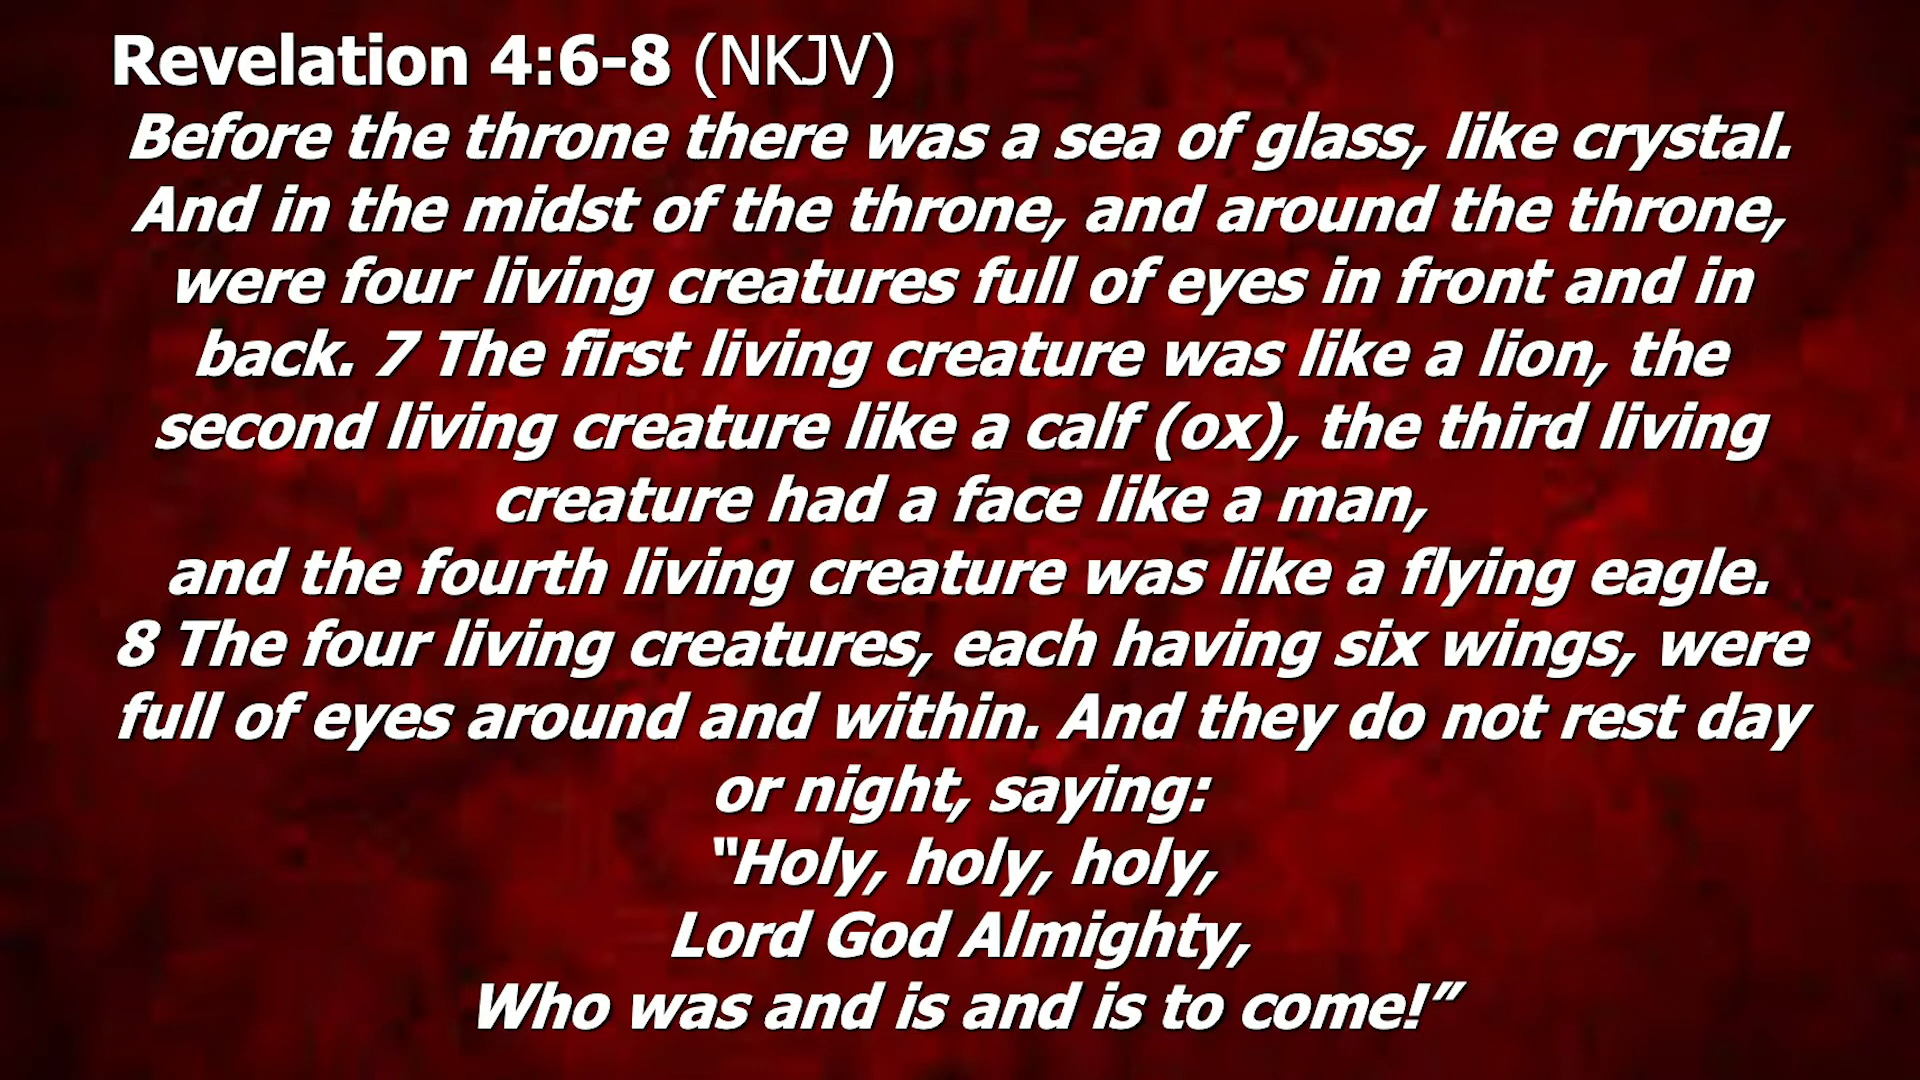 Revelation 4:6-8 (NKJV)
Before the throne there was a sea of glass, like crystal.
And in the midst of the throne, and around the throne,
were four living creatures full of eyes in front and in
back. 7 The first living creature was like a lion, the
second living creature like a calf (ox), the third living
creature had a face like a man,
and the fourth living creature was like a flying eagle.
8 The four living creatures, each having six wings, were
full of eyes around and within. And they do not rest day
or night, saying:
“Holy, holy, holy,
Lord God Almighty,
Who was and is and is to come!”